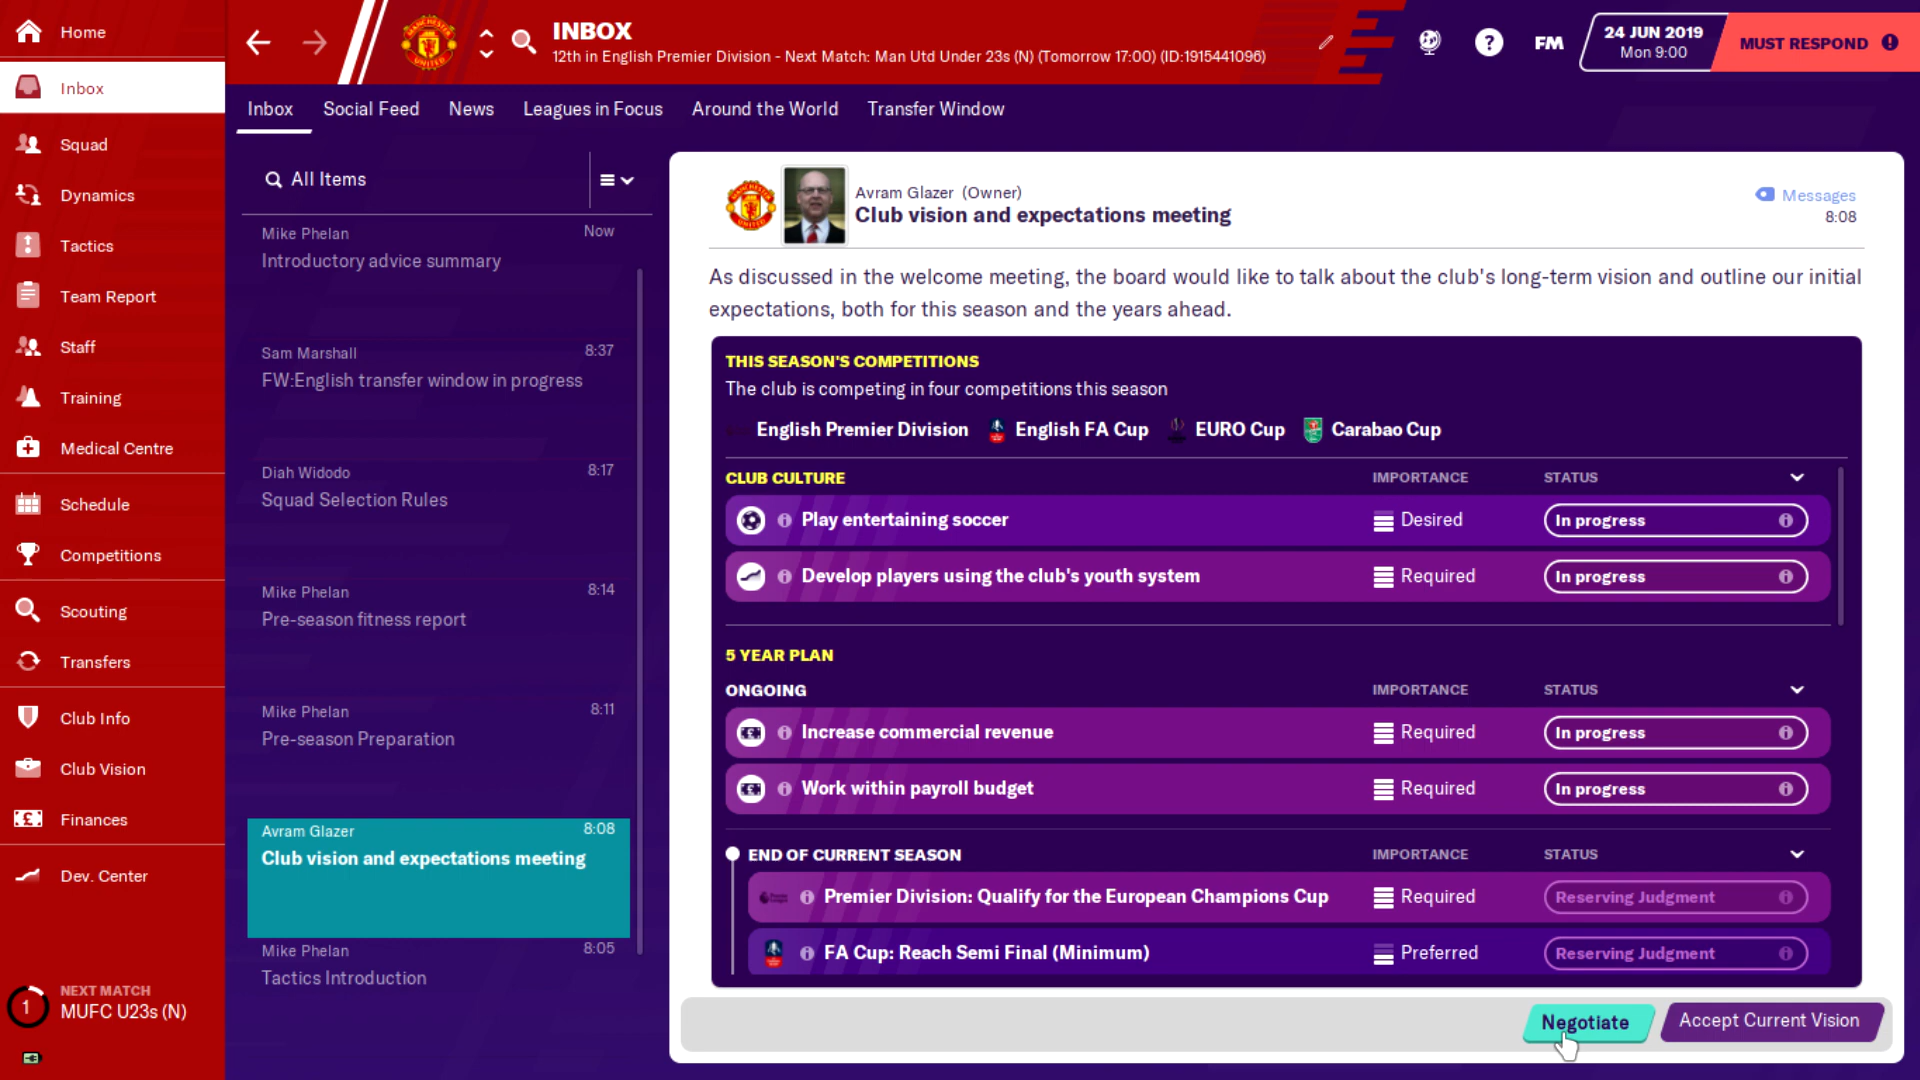 Home
Inbox
Squad
Dynamics
Tactics
Team Report
Staff
Training
Medical Centre
Schedule
Competitions
Scouting
Transfers
Club Info
Club Vision
Finances
Dev. Center
1
NEXT MATCH
MUFC U23s (N)
INBOX
12th in English Premier Division - Next Match: Man Utd Under 23s (N) (Tomorrow 17:00) (ID:1915441096)
?
FM
24 JUN 2019
Mon 9:00
MUST RESPOND
Inbox Social Feed News Leagues in Focus Around the World Transfer Window
All Items
Mike Phelan Now
Introductory advice summary
Sam Marshall 8:37
FW:English transfer window in progress
Diah Widodo 8:17
Squad Selection Rules
Mike Phelan 8:14
Pre-season fitness report
Mike Phelan 8:11
Pre-season Preparation
Avram Glazer 8:08
Club vision and expectations meeting
Mike Phelan 8:05
Tactics Introduction
Avram Glazer (Owner)
Club vision and expectations meeting
Messages
8:08
As discussed in the welcome meeting, the board would like to talk about the club's long-term vision and outline our initial
expectations, both for this season and the years ahead.
THIS SEASON'S COMPETITIONS
The club is competing in four competitions this season
English Premier Division English FA Cup EURO Cup Carabao Cup
CLUB CULTURE IMPORTANCE STATUS
Play entertaining soccer Desired In progress
Develop players using the club's youth system Required In progress
5 YEAR PLAN
ONGOING IMPORTANCE STATUS
Increase commercial revenue Required In progress
Work within payroll budget Required In progress
END OF CURRENT SEASON IMPORTANCE STATUS
Premier Division: Qualify for the European Champions Cup Required Reserving Judgment
FA Cup: Reach Semi Final (Minimum) Preferred Reserving Judgment
Negotiate Accept Current Vision